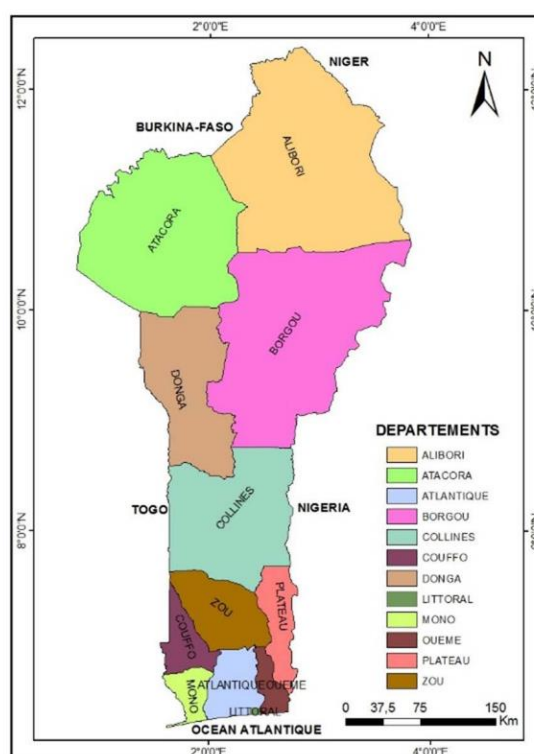 2°0'0"E
4°0'0"E
NIGER
N
12°0'0"N
BURKINA-FASO
ALIBORI
ATACORA
10°0'0"N
BORGOU
DONGA
DEPARTEMENTS
ALIBORI
ATACORA
ATLANTIQUE
BORGOU
COLLINES
COUFFO
DONGA
LITTORAL
MONO
OUEME
PLATEAU
ZOU
TOGO
COLLINES
NIGERIA
8°0'0"N
PLATEAU
ZOU
COUFFO
ATLANTIQUE
OUEME
MONO
LITTORAL
OCEAN ATLANTIQUE
0 37,5 75 150
Km
2°0'0"E
4°0'0"E